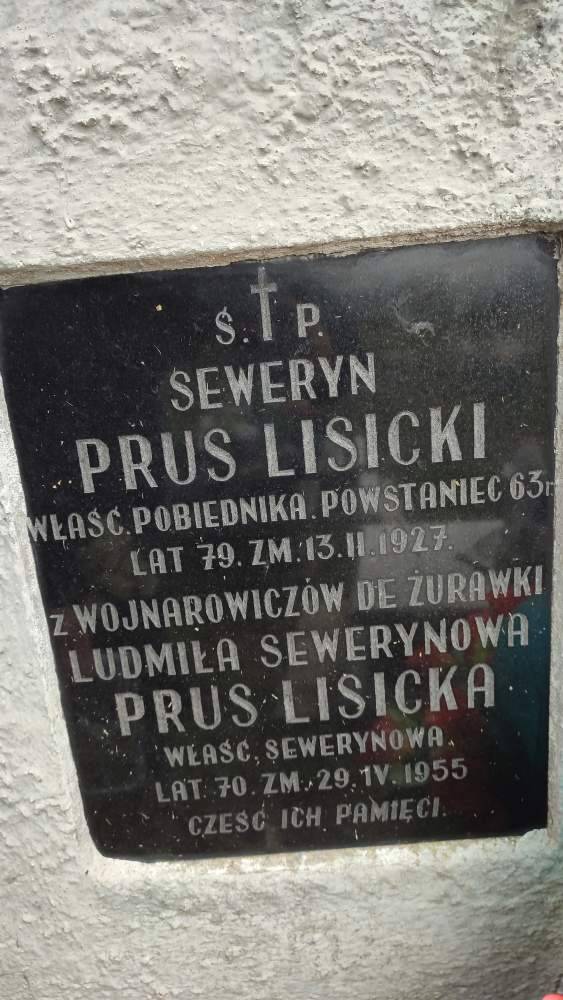 Ś. P.
SEWERYN
PRUS LISICKI
WŁAŚC. POBIEDNIKA. POWSTANIEC 63r.
LAT 79. ZM. 13. II. 1927.
Z WOJNAROWICZÓW DE ŻURAWKI
LUDMIŁA SEWERYNOWA
PRUS LISICKA
WŁAŚC. SEWERYNOWA.
LAT. 70. ZM. 29. IV. 1955
CZEŚĆ ICH PAMIĘCI.